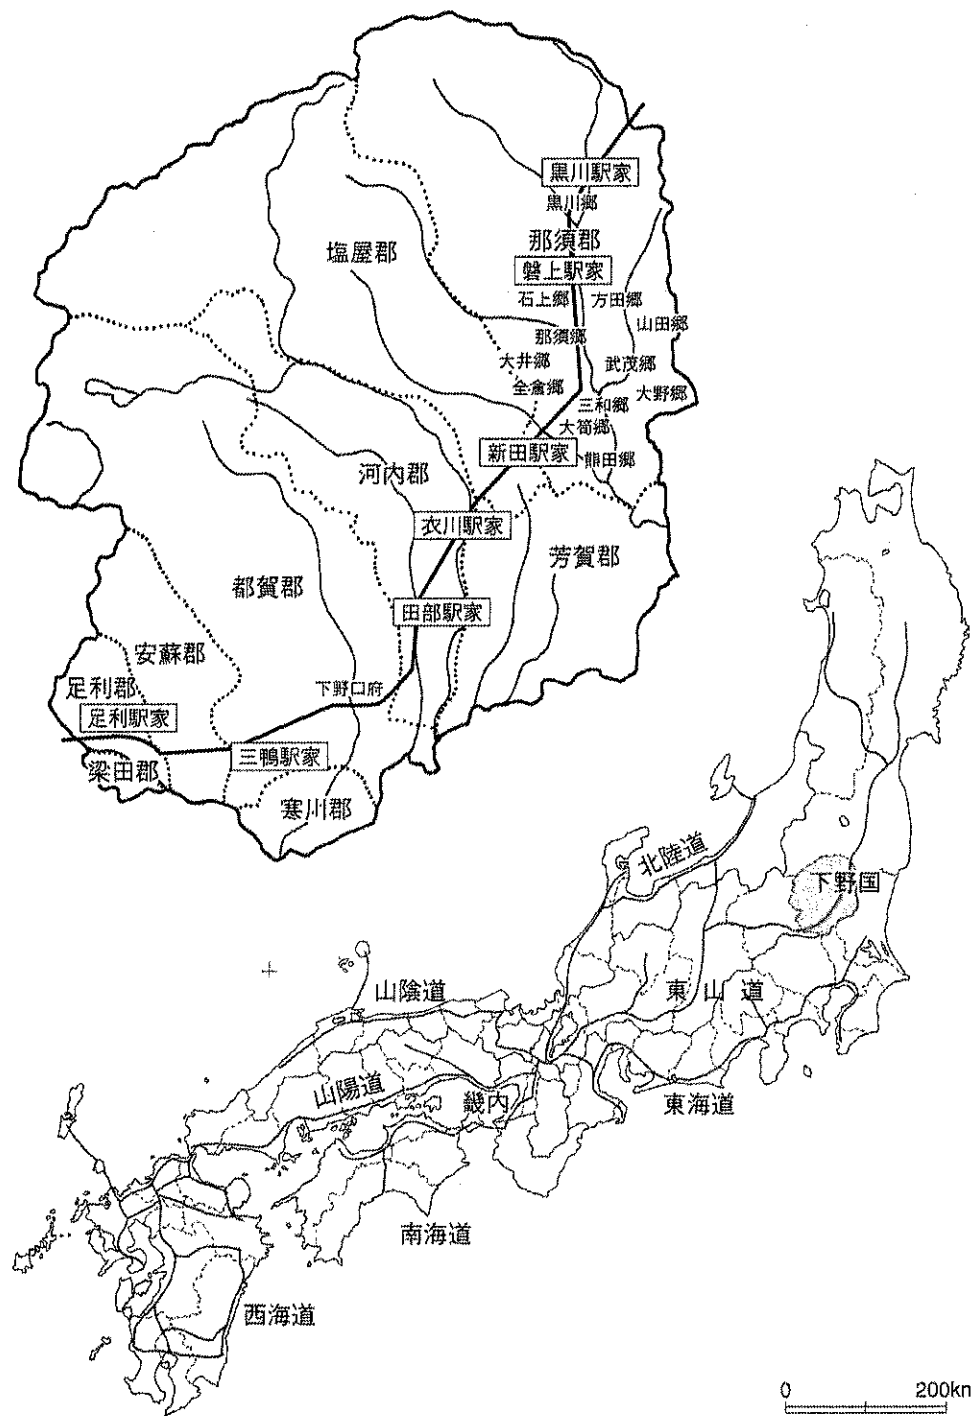 黒川駅家
黒川郷
那須郡
塩屋郡
磐上駅家
石上郷
方田郷
山田郷
那須郷
大井郷
武茂郷
全倉郷
大野郷
三和郷
大笥郷
新田駅家
熊田郷
河内郡
衣川駅家
芳賀郡
都賀郡
田部駅家
安蘇郡
足利郡
下野口府
足利駅家
三鴨駅家
梁田郡
寒川郡
北陸道
下野国
山陰道
東山道
山陽道
畿内
東海道
南海道
西海道
0 200kn